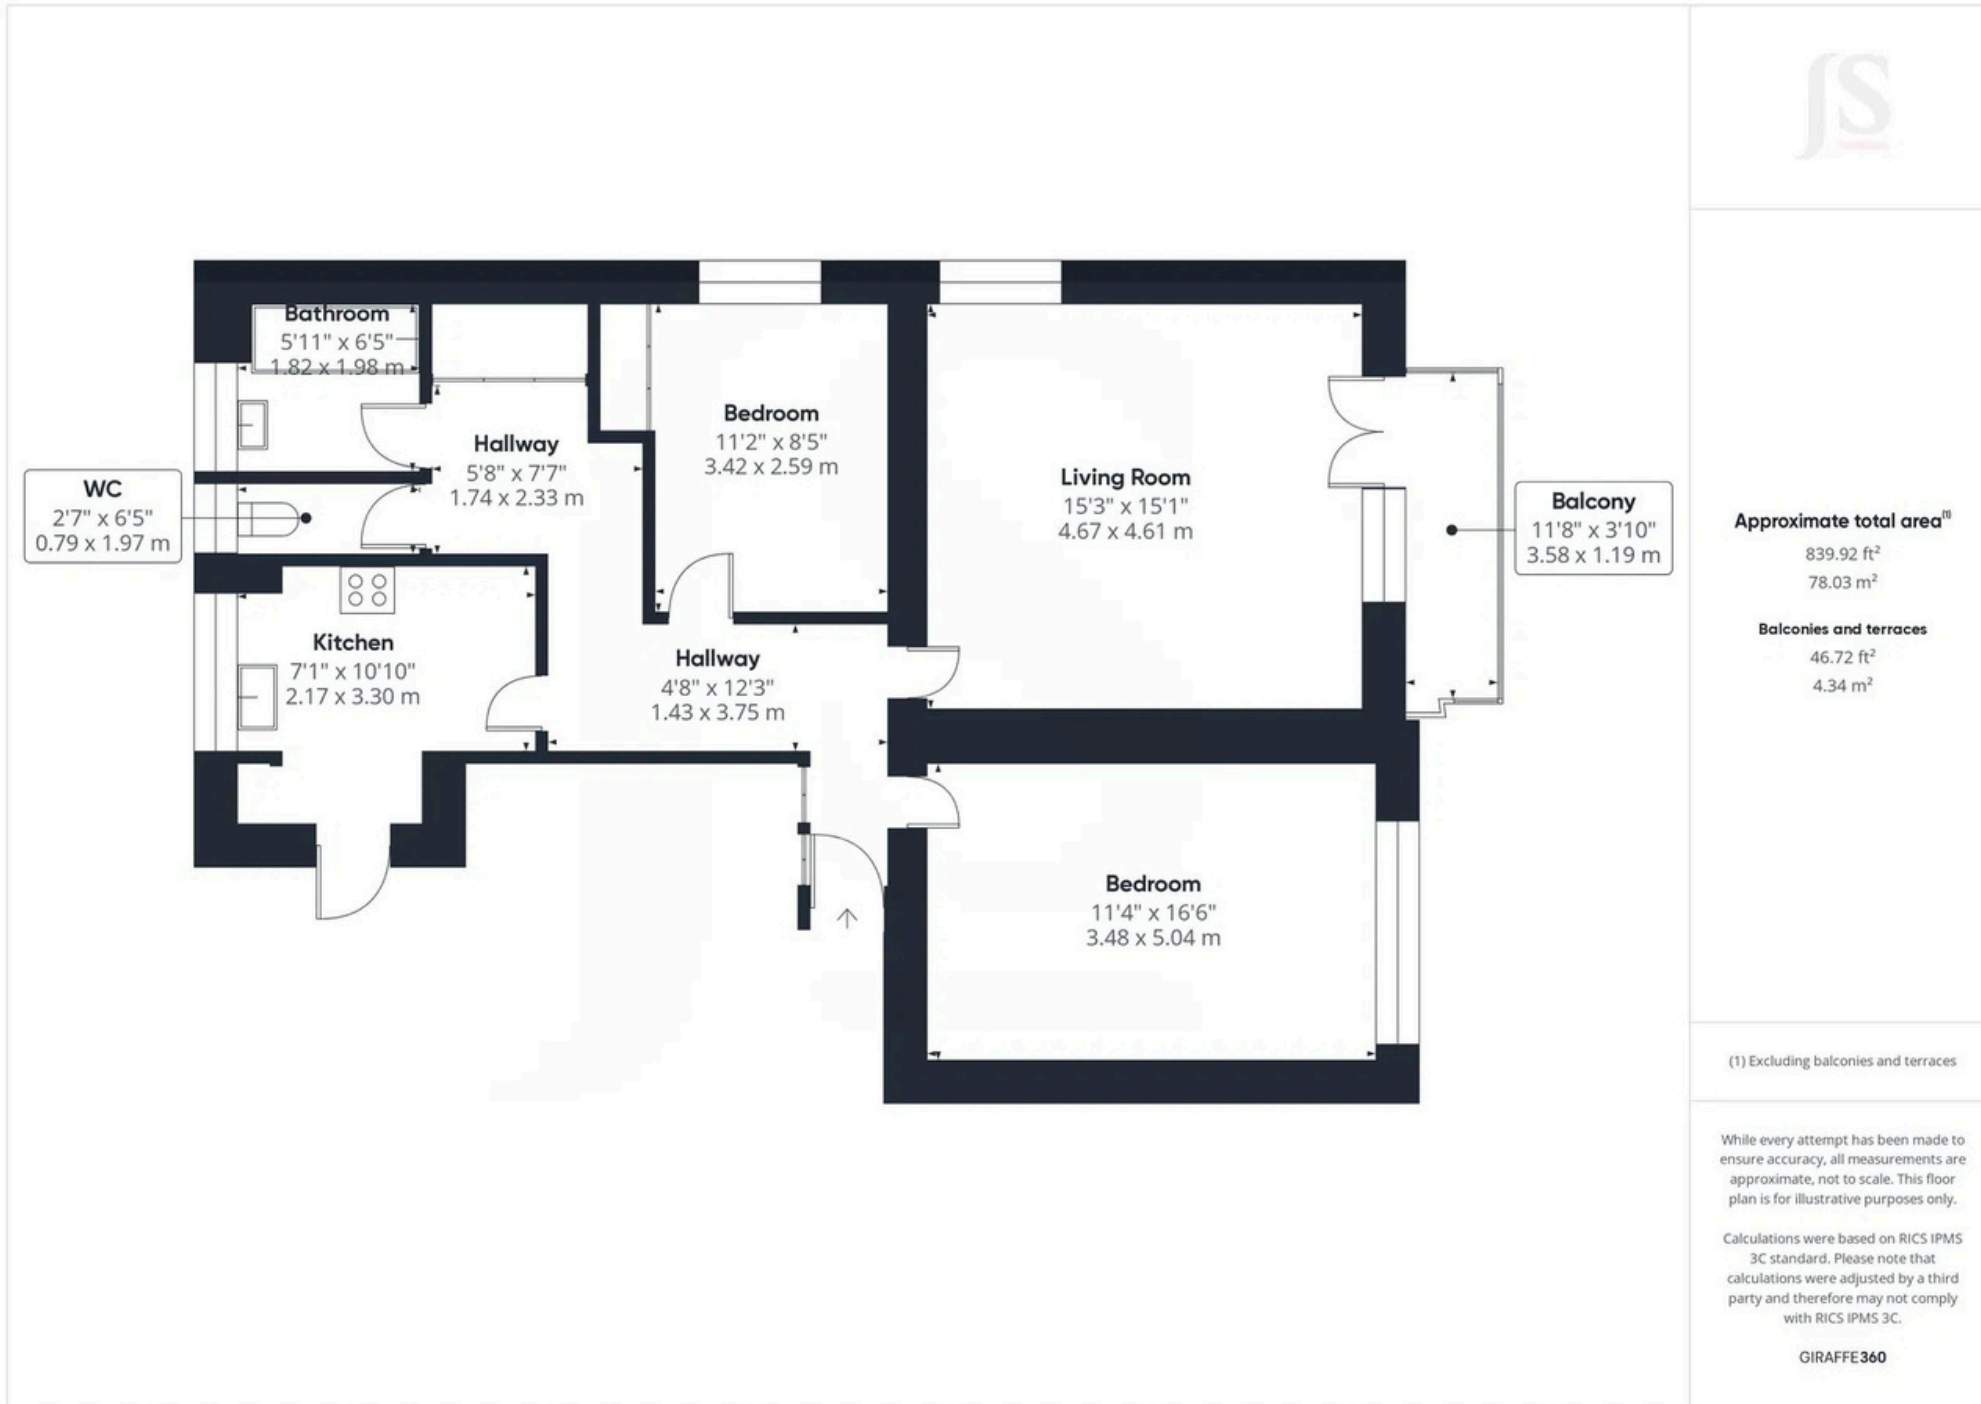 JS
Bathroom
5'11" x 6'5"
1.82 x 1.98 m
Hallway
5'8" x 7'7"
1.74 x 2.33 m
Bedroom
11'2" x 8'5"
3.42 x 2.59 m
Living Room
15'3" x 15'1"
4.67 x 4.61 m
WC
2'7" x 6'5"
0.79 x 1.97 m
Balcony
11'8" x 3'10"
3.58 x 1.19 m
Kitchen
7'1" x 10'10"
2.17 x 3.30 m
Hallway
4'8" x 12'3"
1.43 x 3.75 m
Bedroom
11'4" x 16'6"
3.48 x 5.04 m
Approximate total area(1)
839.92 ft²
78.03 m²
Balconies and terraces
46.72 ft²
4.34 m²
(1) Excluding balconies and terraces
While every attempt has been made to
ensure accuracy, all measurements are
approximate, not to scale. This floor
plan is for illustrative purposes only.
Calculations were based on RICS IPMS
3C standard. Please note that
calculations were adjusted by a third
party and therefore may not comply
with RICS IPMS 3C.
GIRAFFE360